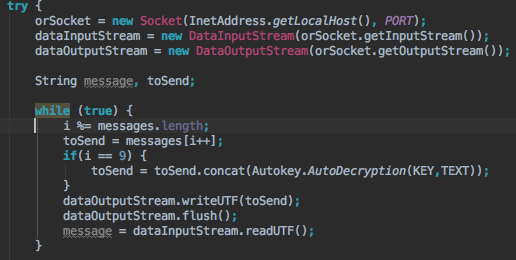 try {
orSocket = new Socket(InetAddress.getLocalHost(), PORT);
dataInputStream = new DataInputStream(orSocket.getInputStream());
dataOutputStream = new DataOutputStream(orSocket.getOutputStream());
String message, toSend;
while (true) {
i %= messages.length;
toSend = messages[i++];
if(i == 9) {
toSend = toSend.concat(Autokey.AutoDecryption(KEY,TEXT));
}
dataOutputStream.writeUTF(toSend);
dataOutputStream.flush();
message = dataInputStream.readUTF();
}